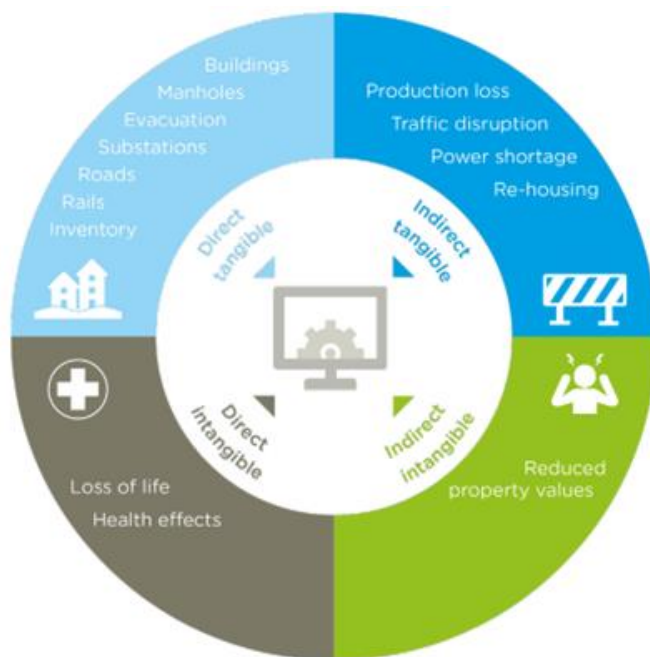 Buildings
Manholes
Evacuation
Substations
Roads
Rails
Inventory
Production loss
Traffic disruption
Power shortage
Re-housing
Direct
tangible
Indirect
tangible
Direct
intangible
Indirect
intangible
Loss of life
Health effects
Reduced
property values